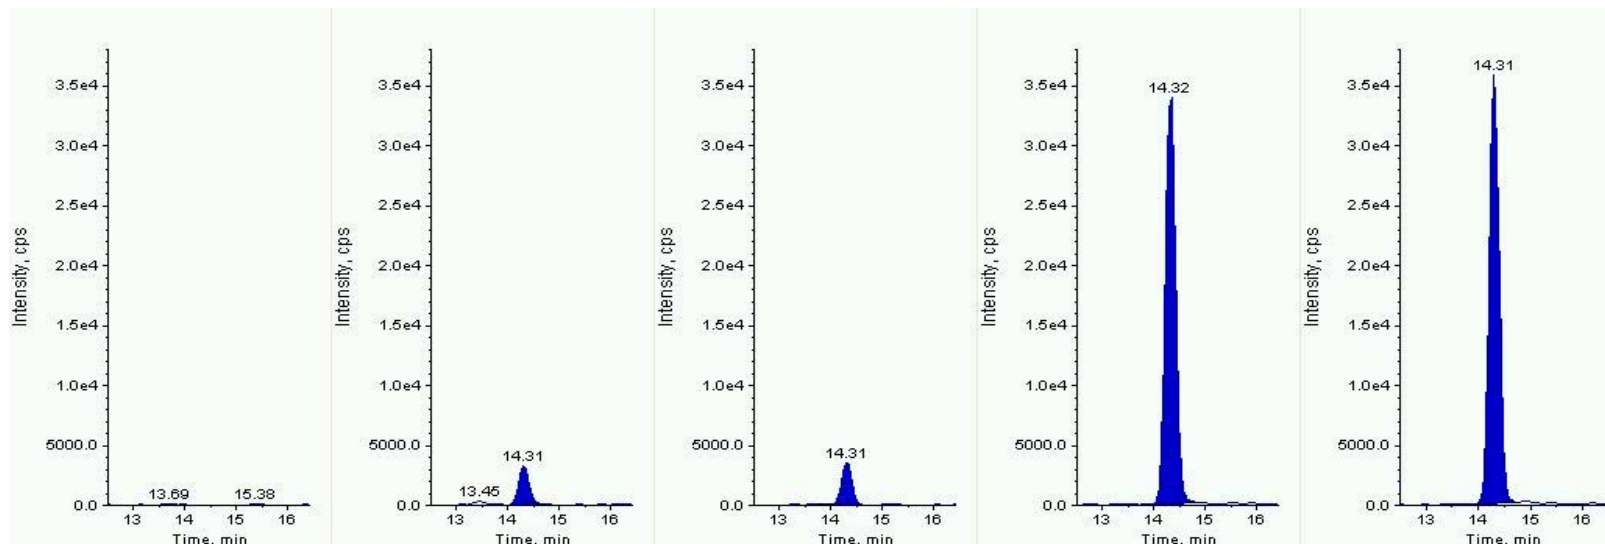 3.5e4
3.0e4
2.5e4
2.0e4
1.5e4
1.0e4
5000.0
0.0
Intensity, cps
13.69 15.38
13 14 15 16
Time, min
3.5e4
3.0e4
2.5e4
2.0e4
1.5e4
1.0e4
5000.0
0.0
Intensity, cps
14.31
13.45
13 14 15 16
Time, min
3.5e4
3.0e4
2.5e4
2.0e4
1.5e4
1.0e4
5000.0
0.0
Intensity, cps
14.31
13 14 15 16
Time, min
14.32
3.5e4
3.0e4
2.5e4
2.0e4
1.5e4
1.0e4
5000.0
0.0
Intensity, cps
13 14 15 16
Time, min
14.31
3.5e4
3.0e4
2.5e4
2.0e4
1.5e4
1.0e4
5000.0
0.0
Intensity, cps
13 14 15 16
Time, min